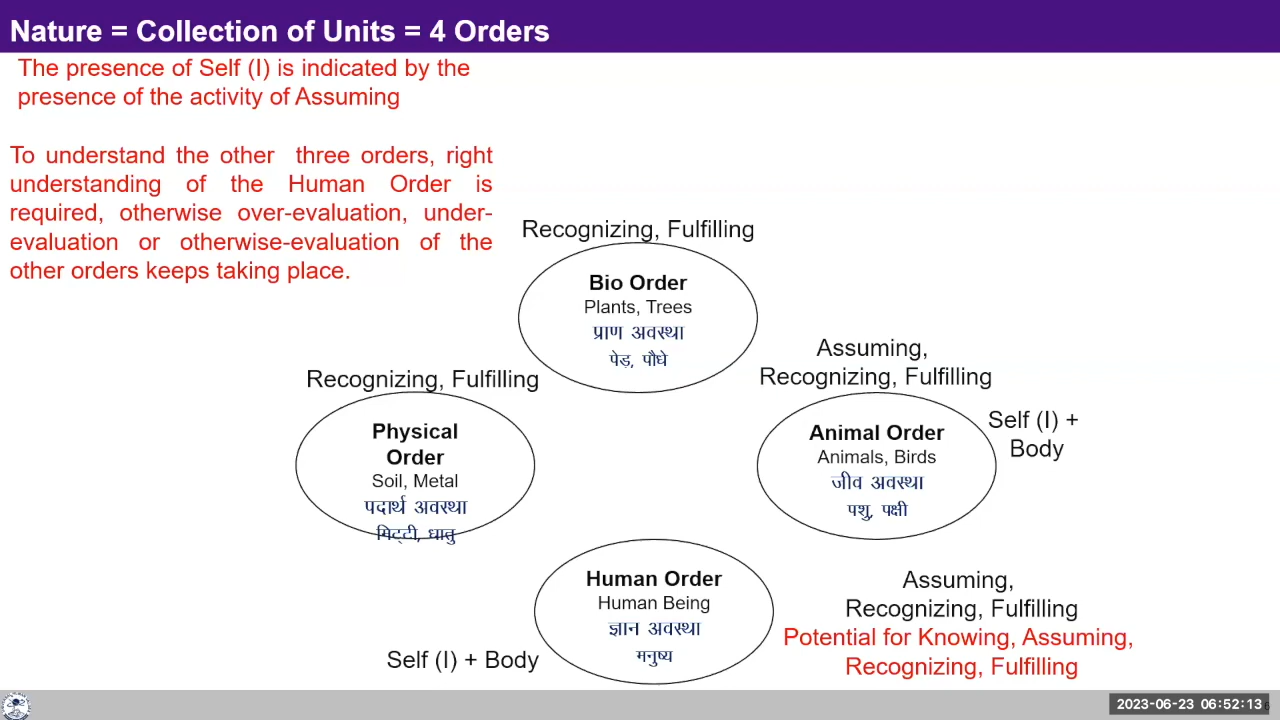 Nature = Collection of Units = 4 Orders
The presence of Self (I) is indicated by the
presence of the activity of Assuming
To understand the other three orders, right
understanding of the Human Order is
required, otherwise over-evaluation, under-
evaluation or otherwise-evaluation of the
other orders keeps taking place.
Recognizing, Fulfilling
Bio Order
Plants, Trees
प्राण अवस्था
पेड़, पौधे
Recognizing, Fulfilling
Physical
Order
Soil, Metal
पदार्थ अवस्था
मिट्टी, धातु
Assuming,
Recognizing, Fulfilling
Animal Order
Animals, Birds
जीव अवस्था
पशु, पक्षी
Self (I) +
Body
Human Order
Human Being
ज्ञान अवस्था
मनुष्य
Self (I) + Body
Assuming,
Recognizing, Fulfilling
Potential for Knowing, Assuming,
Recognizing, Fulfilling
2023-06-23 06:52:13
6